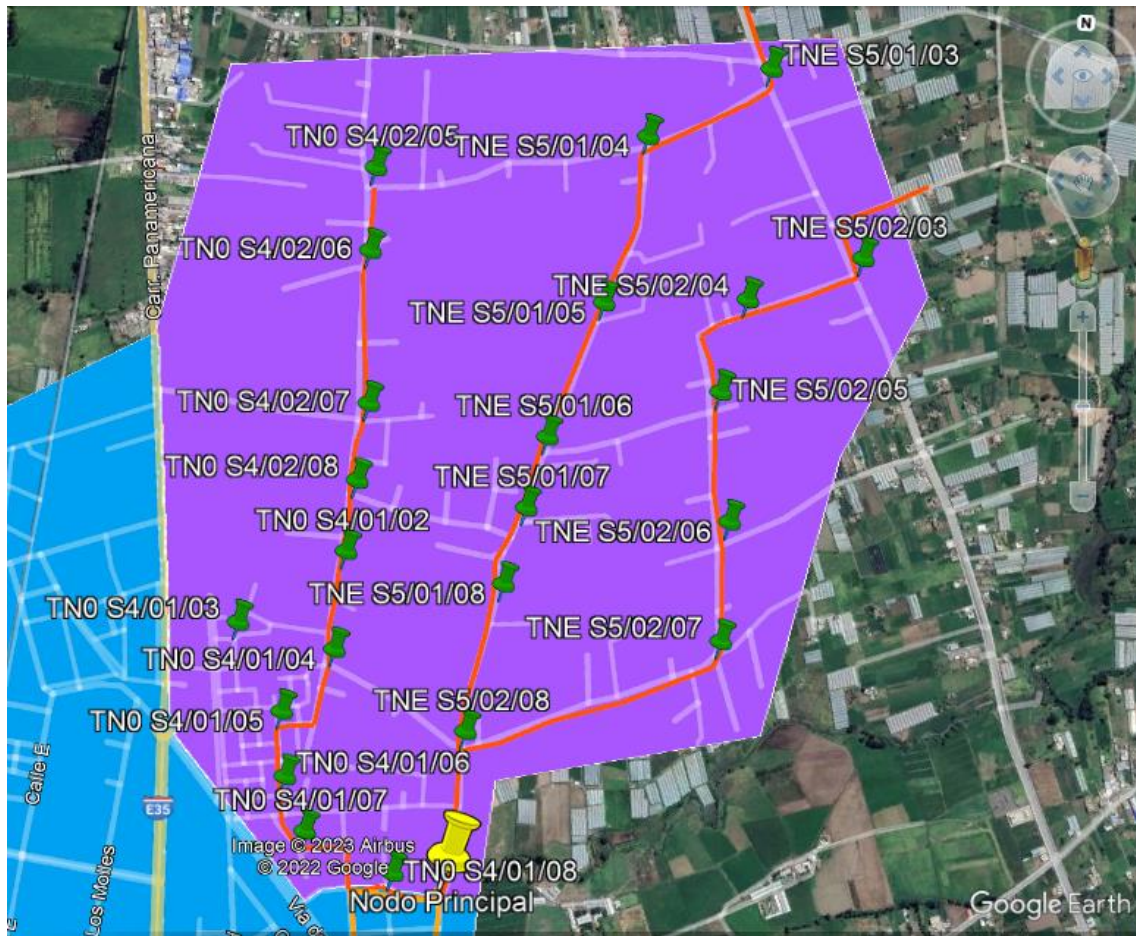 N
TNE S5/01/03
TN0 S4/02/05
TNE S5/01/04
Carr. Panamericana
TNE S5/02/03
TN0 S4/02/06
TNE S5/02/04
TNE S5/01/05
TNE S5/02/05
TN0 S4/02/07
TNE S5/01/06
TN0 S4/02/08
TNE S5/01/07
TN0 S4/01/02
TNE S5/02/06
TNE S5/01/08
TN0 S4/01/03
TNE S5/02/07
TN0 S4/01/04
TNE S5/02/08
TN0 S4/01/05
Calle E
TN0 S4/01/06
TN0 S4/01/07
E35
Image © 2023 Airbus
© 2022 Google
TN0 S4/01/08
Los Molles
Nodo Principal
Google Earth